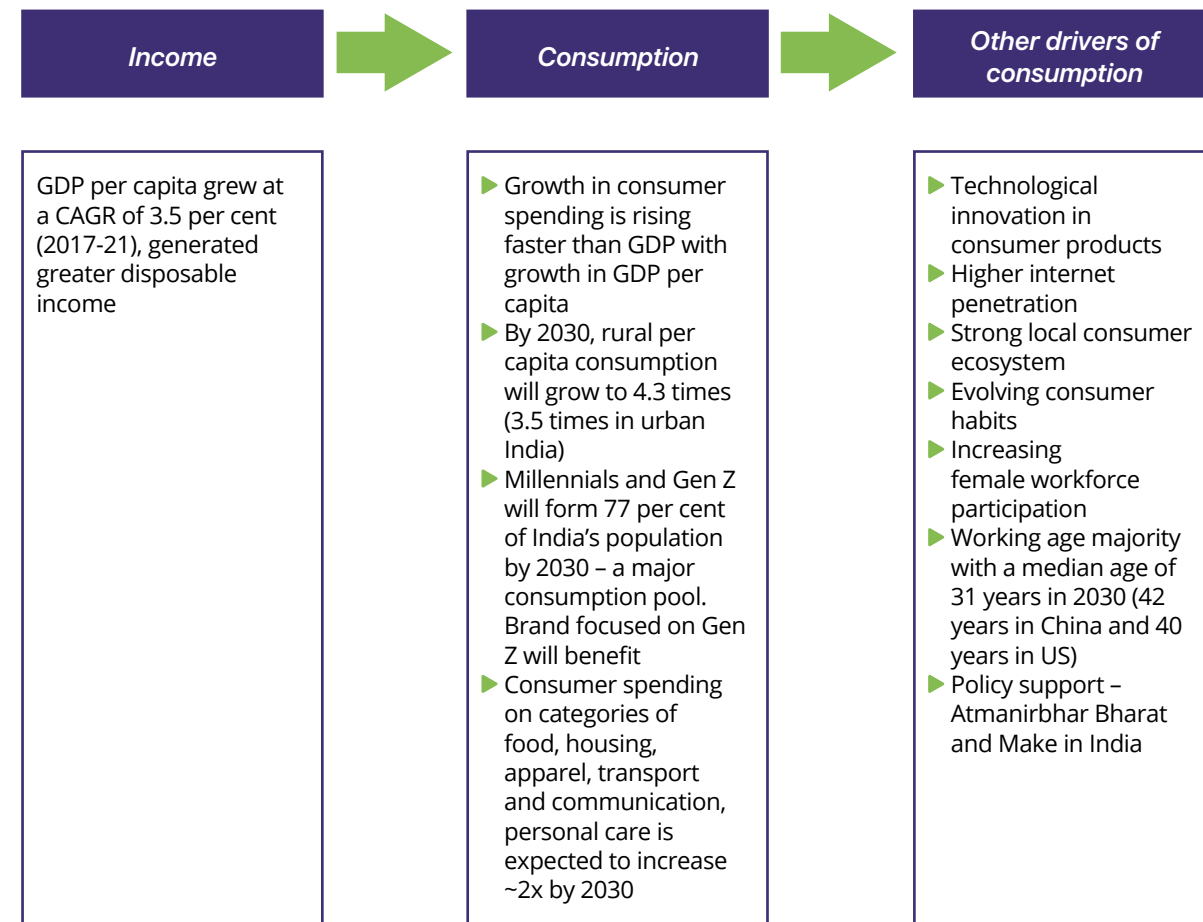 Income
Consumption
Other drivers of
consumption
GDP per capita grew at
a CAGR of 3.5 per cent
(2017-21), generated
greater disposable
income
Growth in consumer
spending is rising
faster than GDP with
growth in GDP per
capita
By 2030, rural per
capita consumption
will grow to 4.3 times
(3.5 times in urban
India)
Millennials and Gen Z
will form 77 per cent
of India’s population
by 2030 – a major
consumption pool.
Brand focused on Gen
Z will benefit
Consumer spending
on categories of
food, housing,
apparel, transport
and communication,
personal care is
expected to increase
~2x by 2030
Technological
innovation in
consumer products
Higher internet
penetration
Strong local consumer
ecosystem
Evolving consumer
habits
Increasing
female workforce
participation
Working age majority
with a median age of
31 years in 2030 (42
years in China and 40
years in US)
Policy support –
Atmanirbhar Bharat
and Make in India